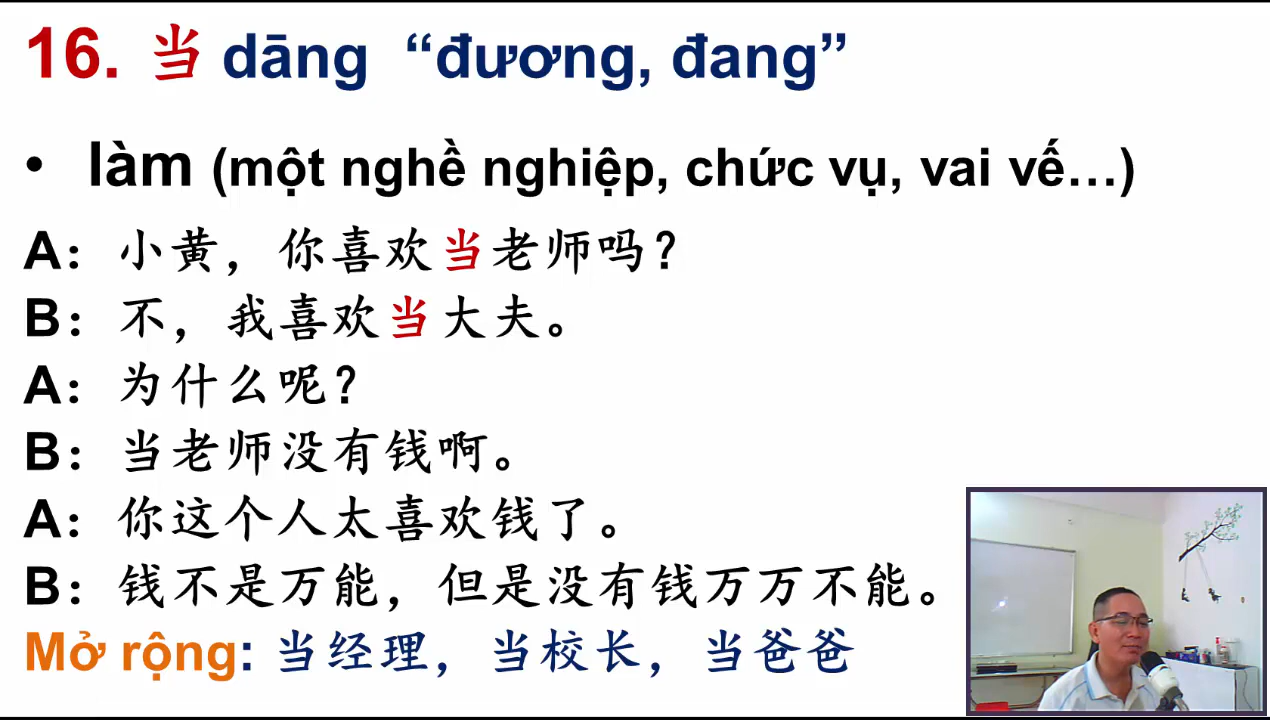 16. 当 dāng “đương, đang”
• làm (một nghề nghiệp, chức vụ, vai vế…)
A：小黄，你喜欢当老师吗？
B：不，我喜欢当大夫。
A：为什么呢？
B：当老师没有钱啊。
A：你这个人太喜欢钱了。
B：钱不是万能，但是没有钱万万不能。
Mở rộng: 当经理，当校长，当爸爸